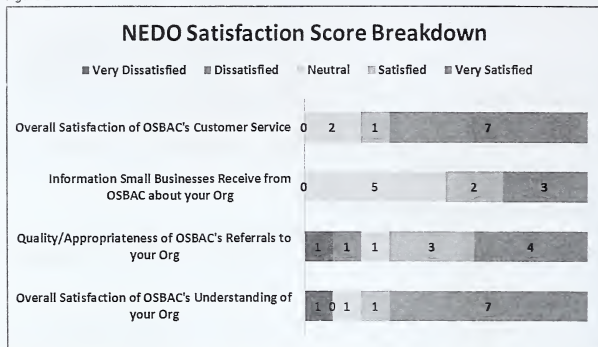 NEDO Satisfaction Score Breakdown
Very Dissatisfied Dissatisfied Neutral Satisfied Very Satisfied
Overall Satisfaction of OSBAC's Customer Service 0 2 1 7
Information Small Businesses Receive from
OSBAC about your Org 0 5 2 3
Quality/Appropriateness of OSBAC's Referrals to
your Org 1 1 1 3 4
Overall Satisfaction of OSBAC's Understanding of
your Org 1 0 1 1 7